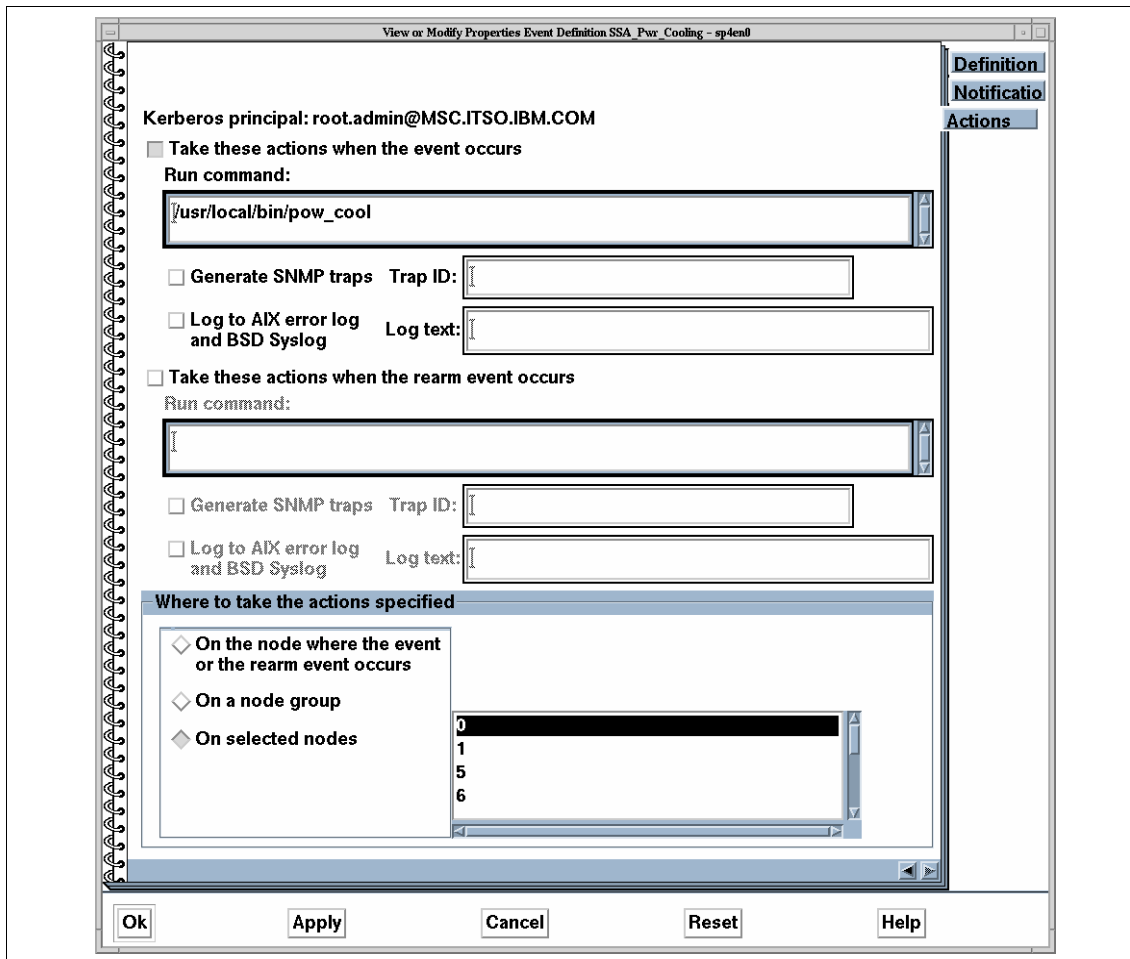 View or Modify Properties Event Definition SSA_Pwr_Cooling - sp4en0
Definition
Notificatio
Actions
Kerberos principal: root.admin@MSC.ITSO.IBM.COM
Take these actions when the event occurs
Run command:
/usr/local/bin/pow_cool
Generate SNMP traps Trap ID:
Log to AIX error log
and BSD Syslog
Log text:
Take these actions when the rearm event occurs
Run command:
Generate SNMP traps Trap ID:
Log to AIX error log
and BSD Syslog
Log text:
Where to take the actions specified
On the node where the event
or the rearm event occurs
On a node group
On selected nodes
0
1
5
6
Ok Apply Cancel Reset Help